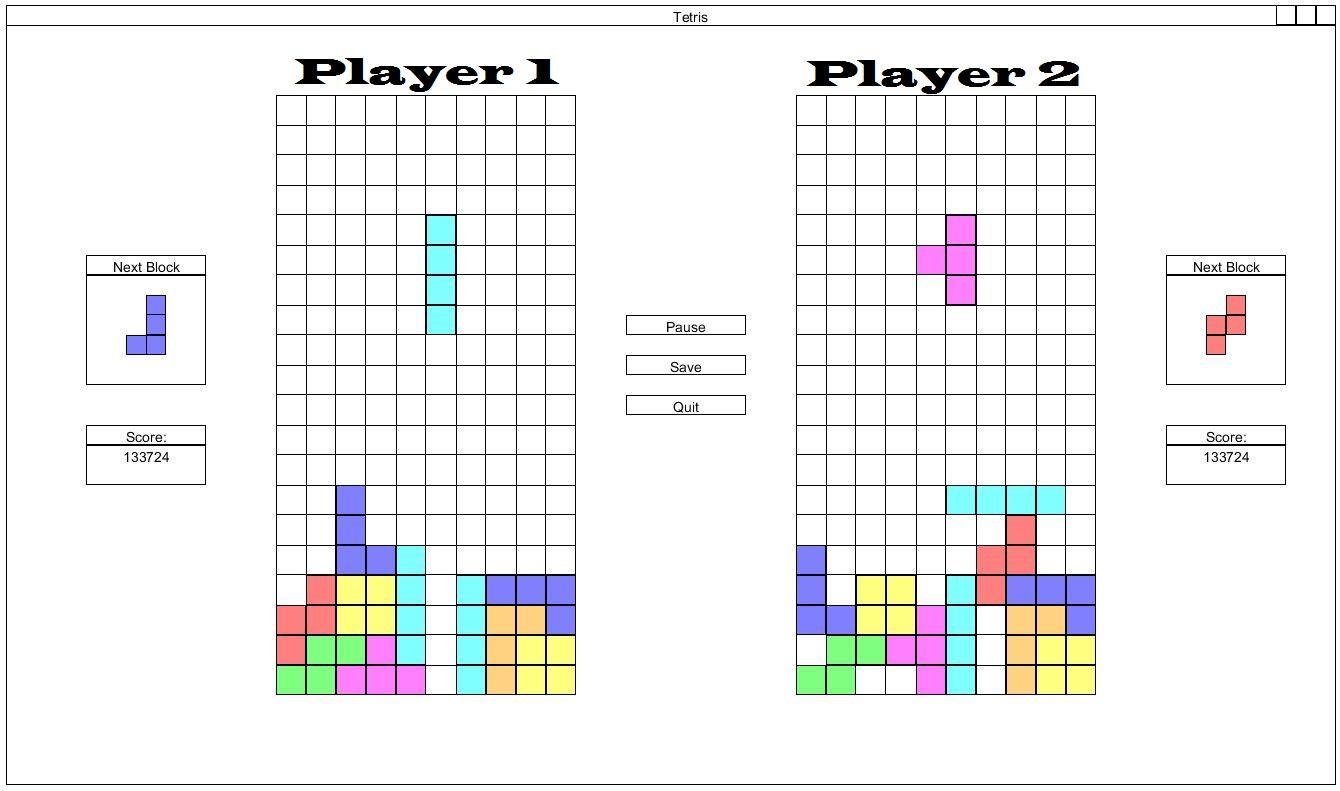 Tetris
Player 1
Player 2
Next Block
Next Block
Pause
Save
Quit
Score:
133724
Score:
133724